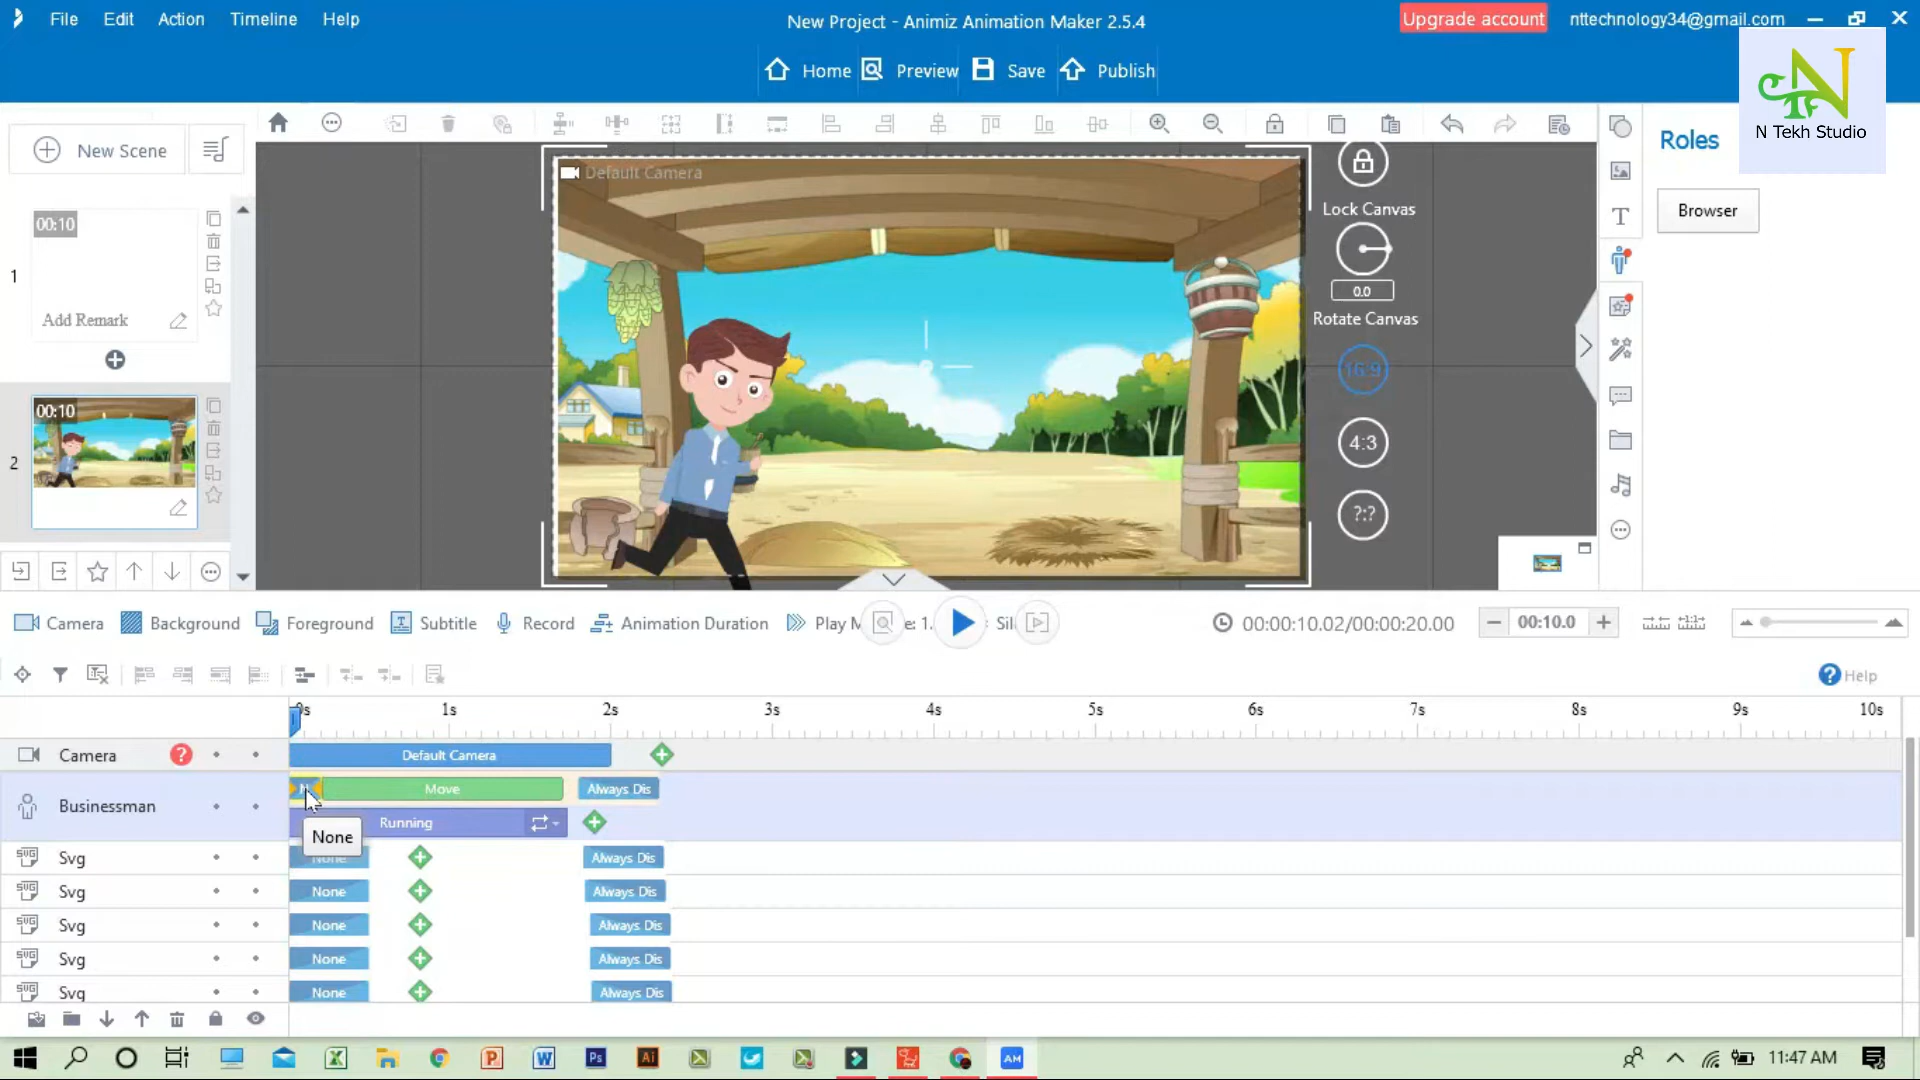 File Edit Action Timeline Help
New Project - Animiz Animation Maker 2.5.4
Upgrade account nttechnology34@gmail.com
Home Preview Save Publish
N Tekh Studio
New Scene
Roles
Browser
1
00:10
Add Remark
2
00:10
Default Camera
Lock Canvas
0.0
Rotate Canvas
16:9
4:3
?:?
Camera Background Foreground Subtitle Record Animation Duration Play M e: 1. Sil 00:00:10.02/00:00:20.00 00:10.0
Help
0s 1s 2s 3s 4s 5s 6s 7s 8s 9s 10s
Camera ? Default Camera
Businessman Move Always Dis
Running
None
Svg None Always Dis
Svg None Always Dis
Svg None Always Dis
Svg None Always Dis
Svg None Always Dis
11:47 AM